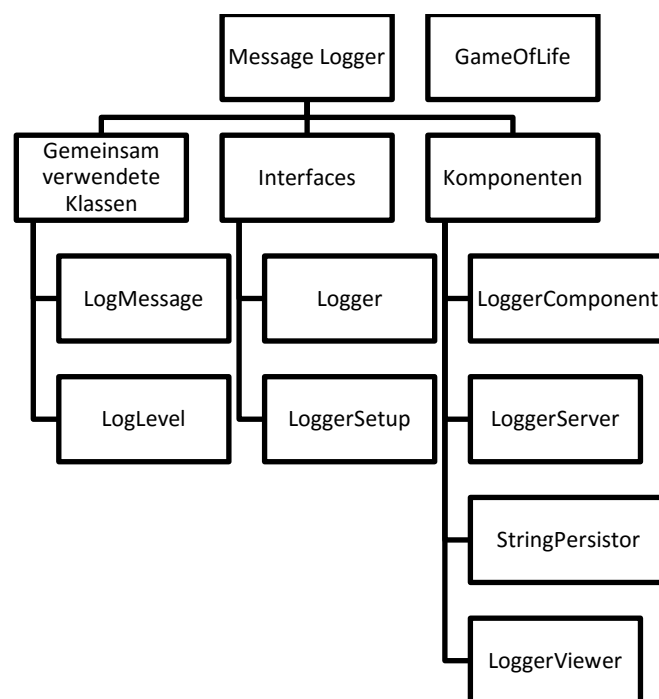 Message Logger
GameOfLife
Gemeinsam
verwendete
Klassen
Interfaces
Komponenten
LogMessage
Logger
LoggerComponent
LogLevel
LoggerSetup
LoggerServer
StringPersistor
LoggerViewer